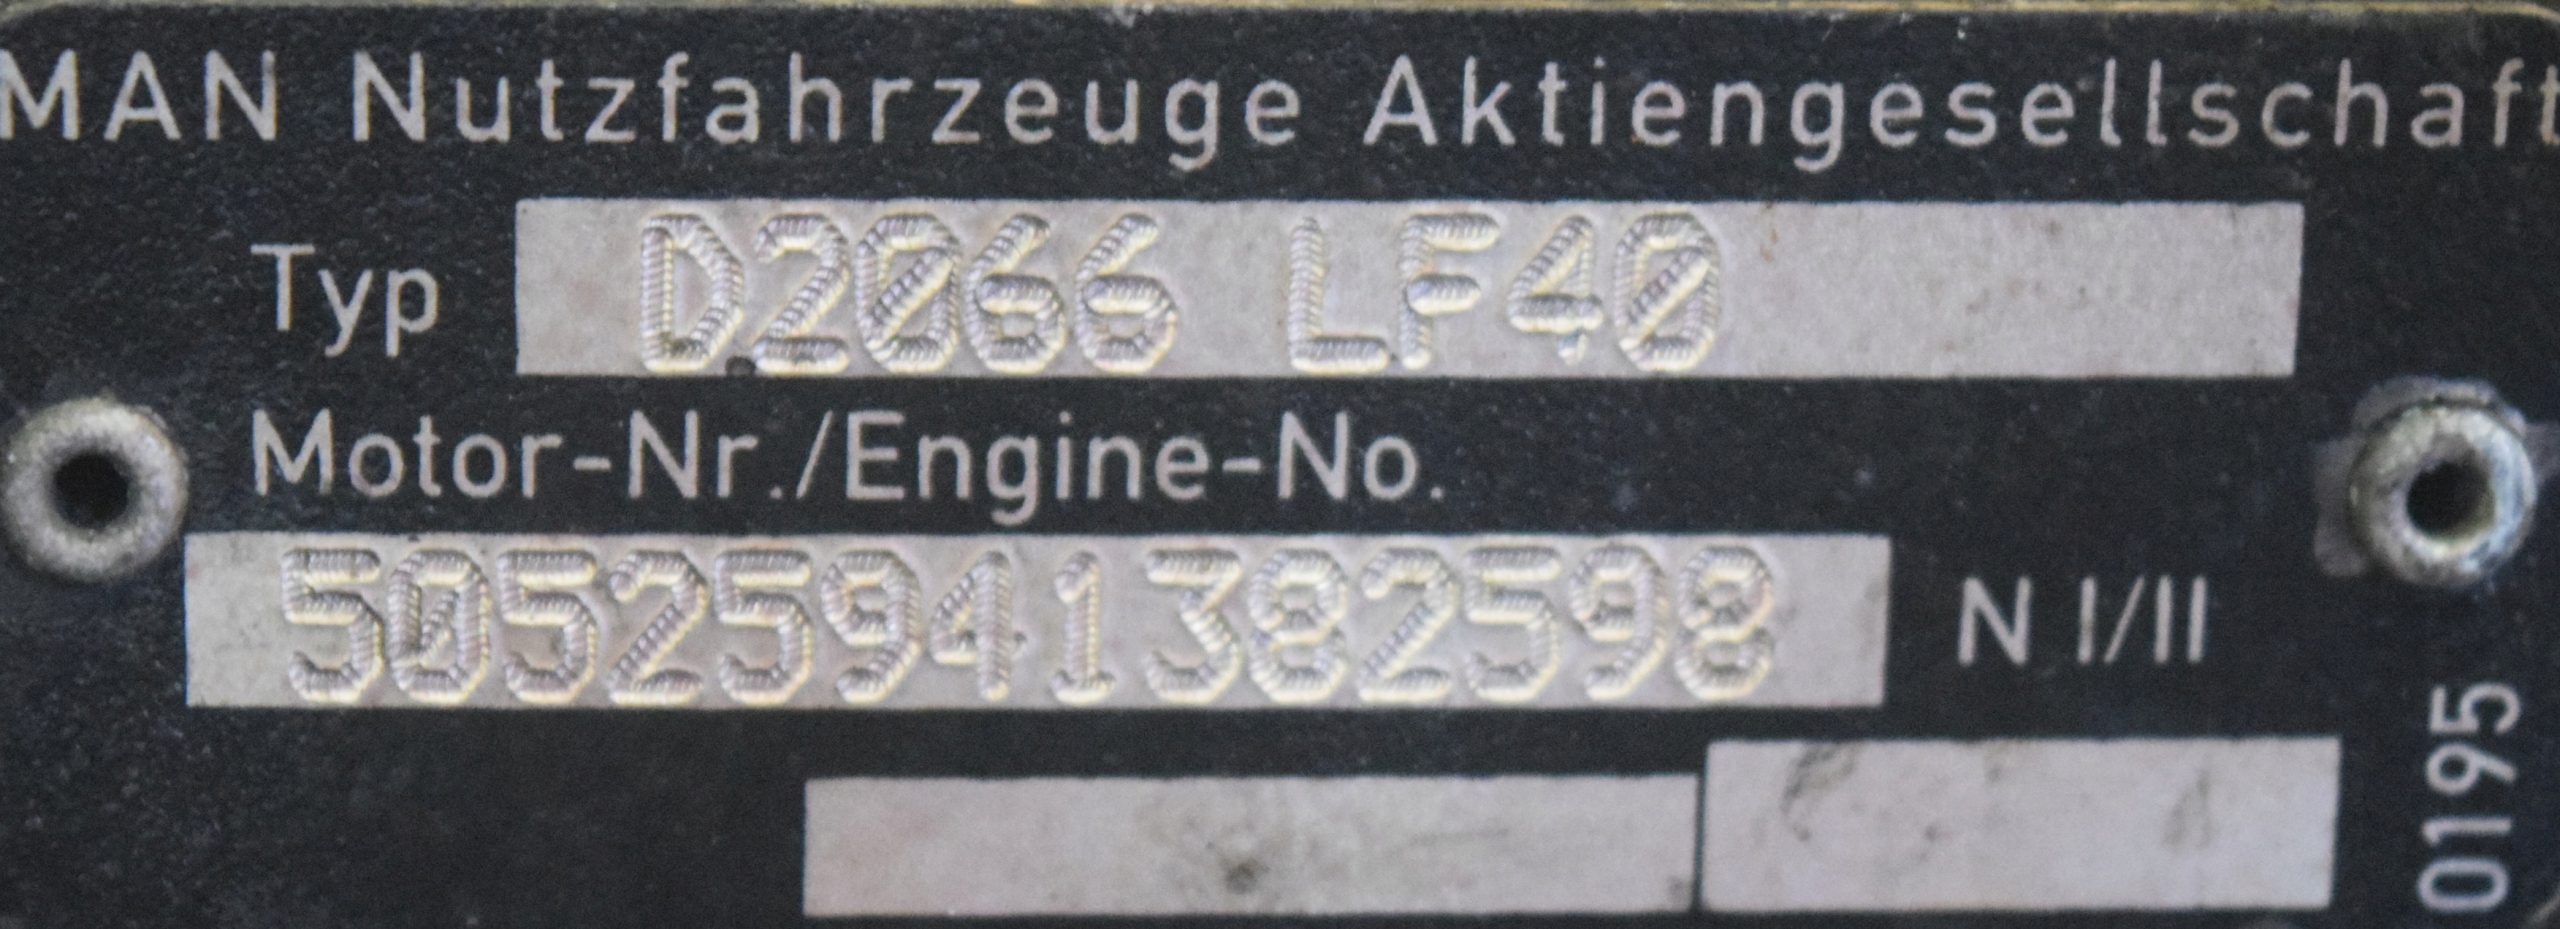 MAN Nutzfahrzeuge Aktiengesellschaft
Typ D2066 LF40
Motor-Nr./Engine-No.
50525941382598 N I/II
0195